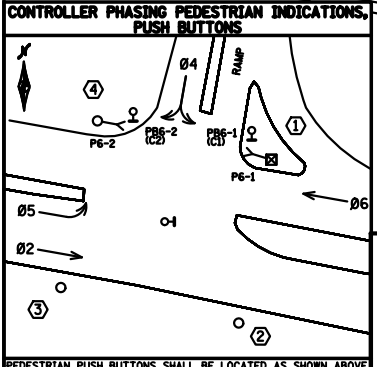 CONTROLLER PHASING PEDESTRIAN INDICATIONS,
PUSH BUTTONS
N
RAMP
Ø4
4
1
PB6-2
(C2)
PB6-1
(C1)
P6-2
P6-1
Ø5
Ø6
Ø2
3
2
PEDESTRIAN PUSH BUTTONS SHALL BE LOCATED AS SHOWN ABOVE